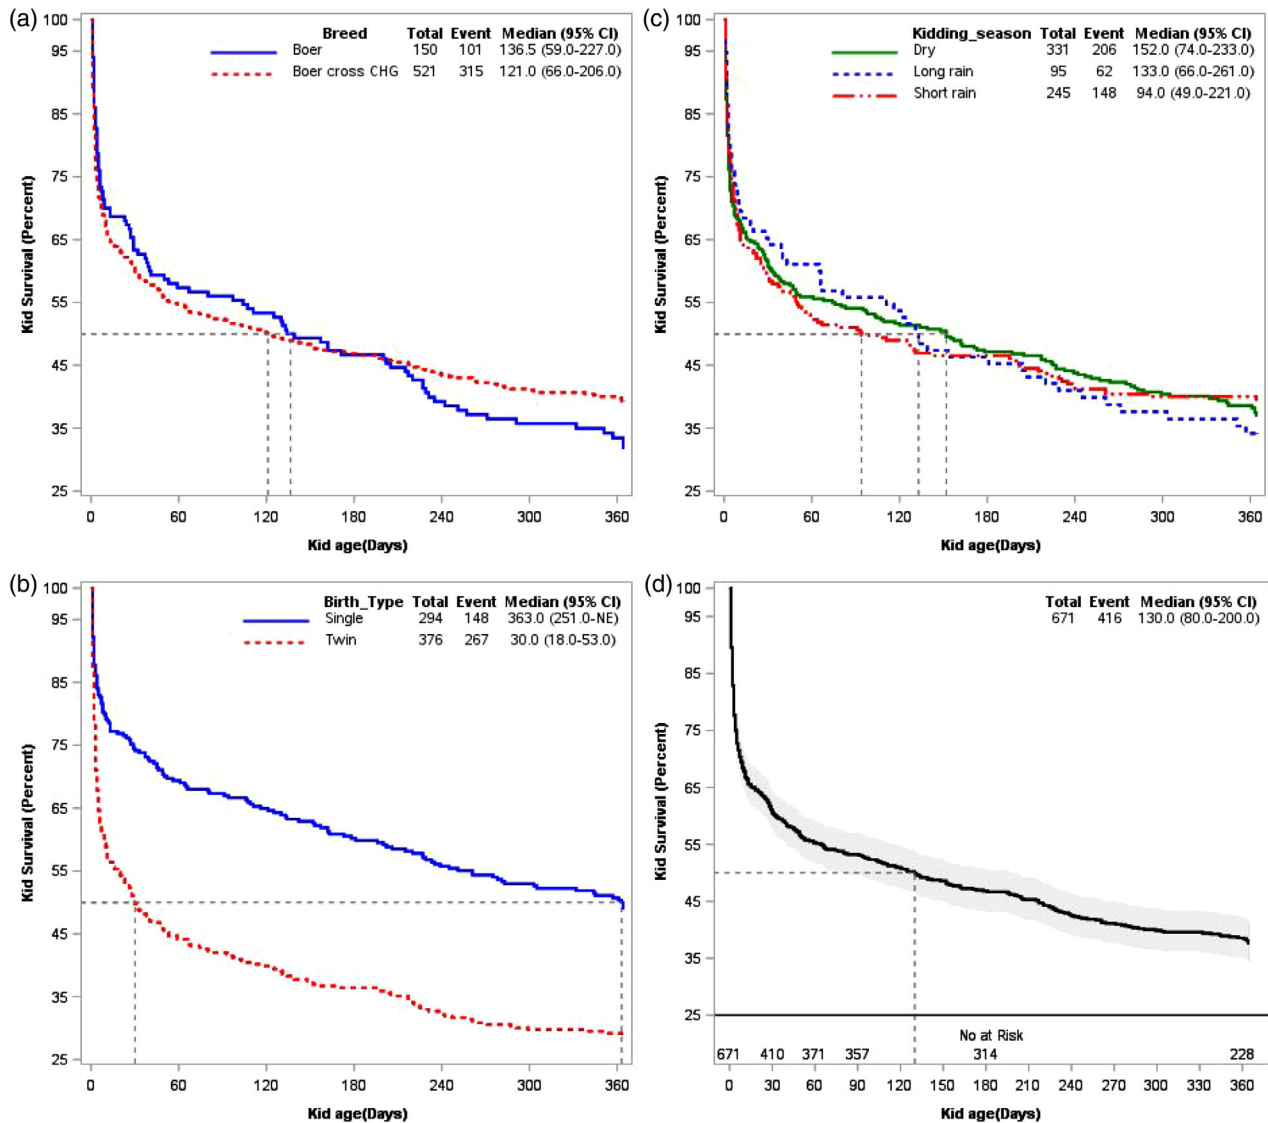 (a)
Kid Survival (Percent)
100
95
85
75
65
55
45
35
25
Breed Total Event Median (95% CI)
Boer 150 101 136.5 (59.0-227.0)
Boer cross CHG 521 315 121.0 (66.0-206.0)
0 60 120 180 240 300 360
Kid age(Days)
(c)
Kid Survival (Percent)
100
95
85
75
65
55
45
35
25
Kidding_season Total Event Median (95% CI)
Dry 331 206 152.0 (74.0-233.0)
Long rain 95 62 133.0 (66.0-261.0)
Short rain 245 148 94.0 (49.0-221.0)
0 60 120 180 240 300 360
Kid age(Days)
(b)
Kid Survival (Percent)
100
95
85
75
65
55
45
35
25
Birth_Type Total Event Median (95% CI)
Single 294 148 363.0 (251.0-NE)
Twin 376 267 30.0 (18.0-53.0)
0 60 120 180 240 300 360
Kid age(Days)
(d)
Kid Survival (Percent)
100
95
85
75
65
55
45
35
25
Total Event Median (95% CI)
671 416 130.0 (80.0-200.0)
No at Risk
671 410 371 357 314 228
0 30 60 90 120 150 180 210 240 270 300 330 360
Kid age(Days)